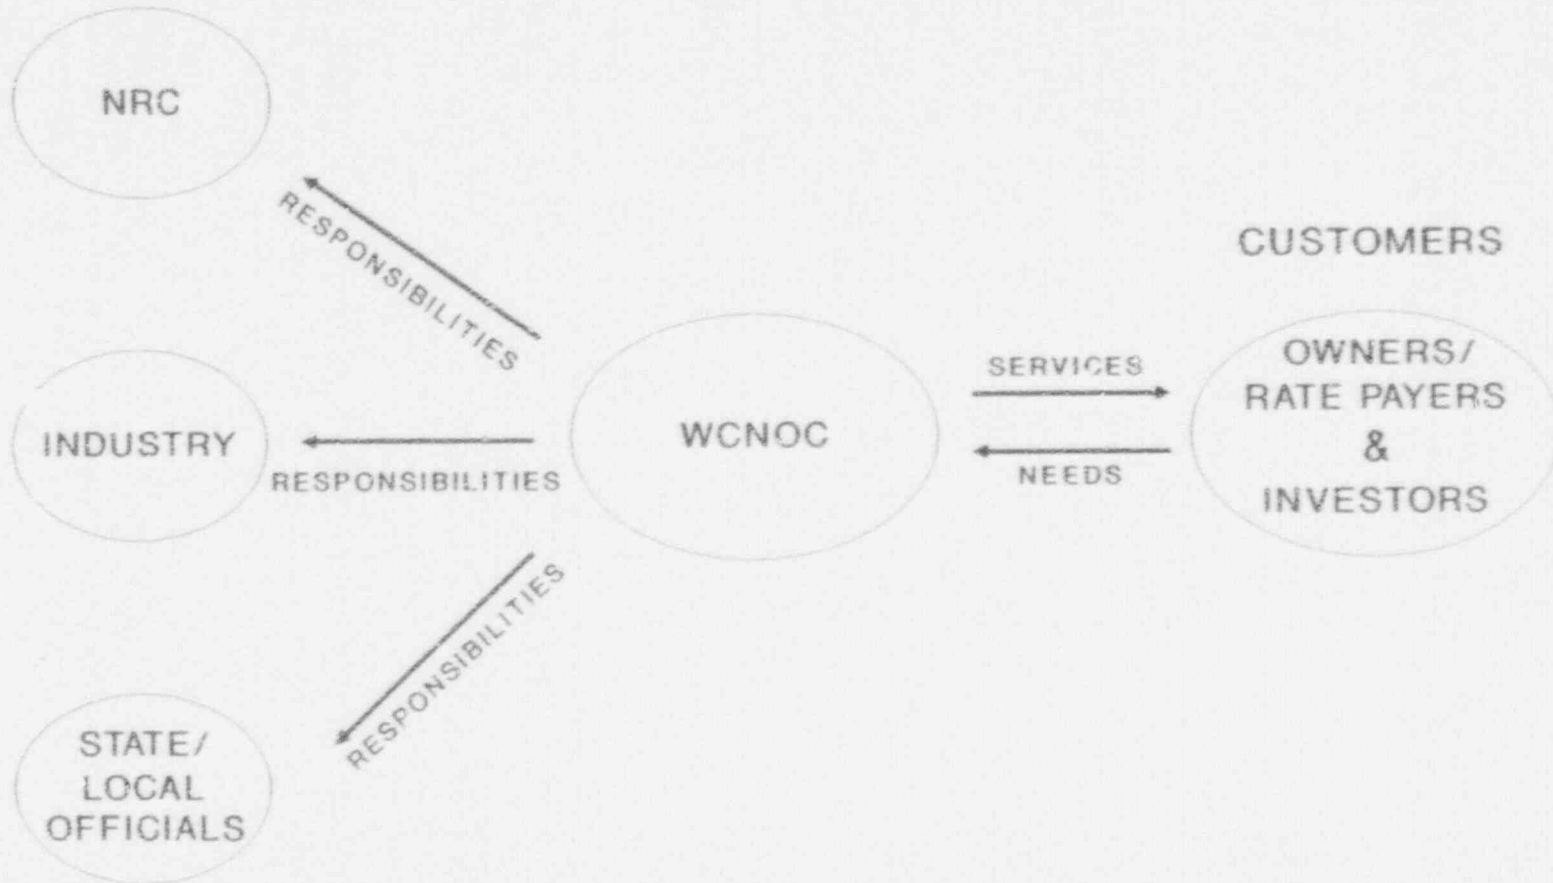 NRC
RESPONSIBILITIES
CUSTOMERS
INDUSTRY
RESPONSIBILITIES
WCNOC
SERVICES
NEEDS
OWNERS/
RATE PAYERS
&
INVESTORS
RESPONSIBILITIES
STATE/
LOCAL
OFFICIALS